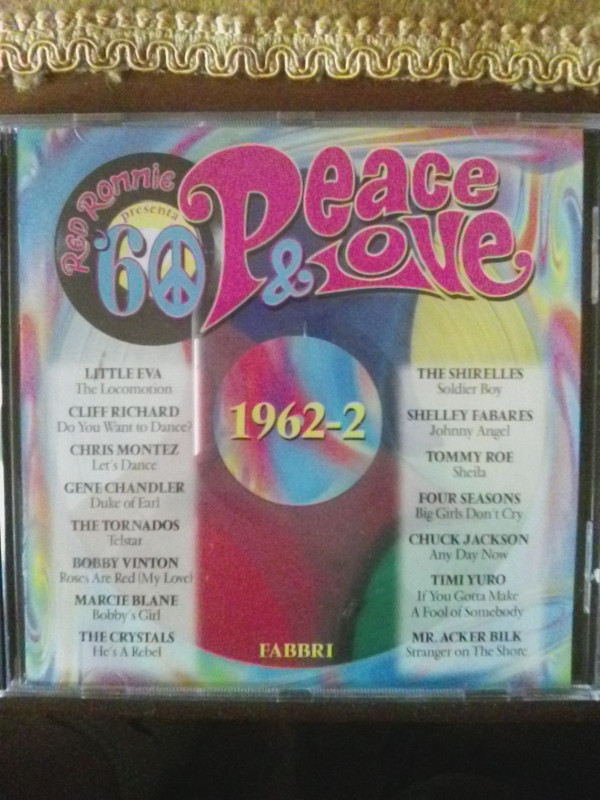 Red Ronnie
presenta
'60
Peace
& Love
LITTLE EVA
The Locomotion
CLIFF RICHARD
Do You Want to Dance?
CHRIS MONTEZ
Let's Dance
GENE CHANDLER
Duke of Earl
THE TORNADOS
Telstar
BOBBY VINTON
Roses Are Red (My Love)
MARCIE BLANE
Bobby's Girl
THE CRYSTALS
He's A Rebel
1962-2
FABBRI
THE SHIRELLES
Soldier Boy
SHELLEY FABARES
Johnny Angel
TOMMY ROE
Sheila
FOUR SEASONS
Big Girls Don't Cry
CHUCK JACKSON
Any Day Now
TIMI YURO
If You Gotta Make
A Fool of Somebody
MR. ACKER BILK
Stranger on The Shore